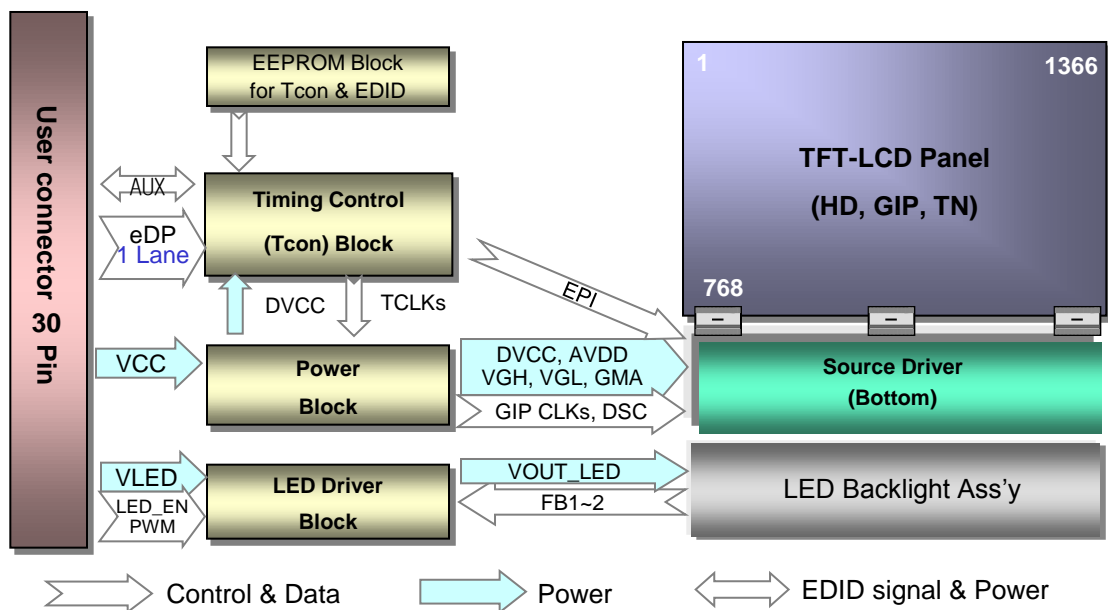 User connector 30 Pin
EEPROM Block
for Tcon & EDID
AUX
eDP
1 Lane
Timing Control
(Tcon) Block
DVCC
TCLKs
EPI
1
1366
TFT-LCD Panel
(HD, GIP, TN)
768
VCC
Power
Block
DVCC, AVDD
VGH, VGL, GMA
GIP CLKs, DSC
Source Driver
(Bottom)
VLED
LED_EN
PWM
LED Driver
Block
VOUT_LED
FB1~2
LED Backlight Ass'y
Control & Data
Power
EDID signal & Power